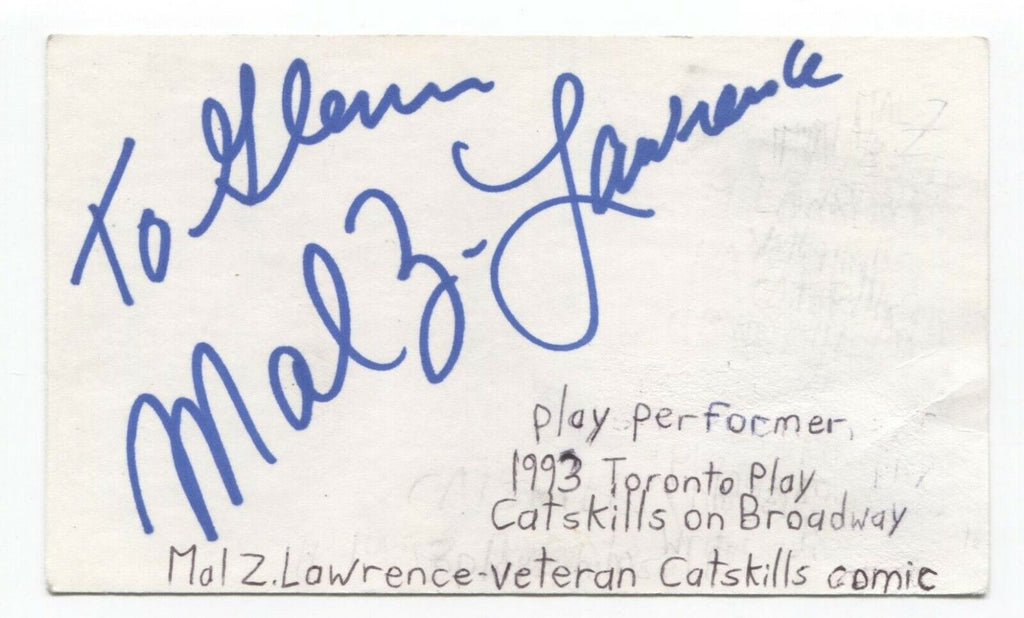 To Glenn
Mal Z. Lawrence
play performer,
1993 Toronto Play
Catskills on Broadway
Mal Z. Lawrence-veteran Catskills comic